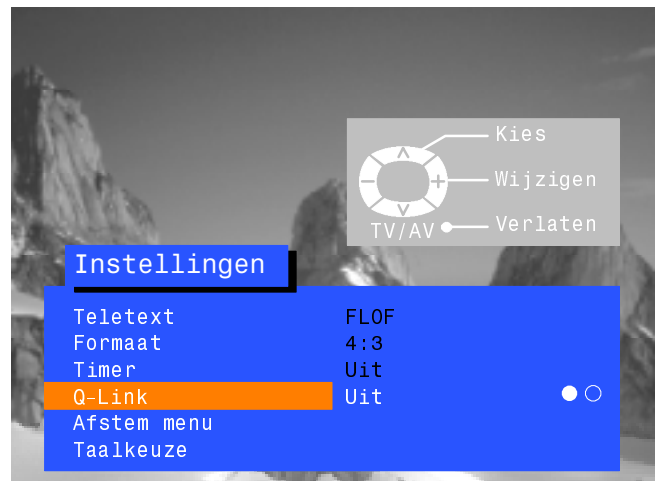 Kies
Wijzigen
TV/AV Verlaten
Instellingen
Teletext FLOF
Formaat 4:3
Timer Uit
Q-Link Uit
Afstem menu
Taalkeuze